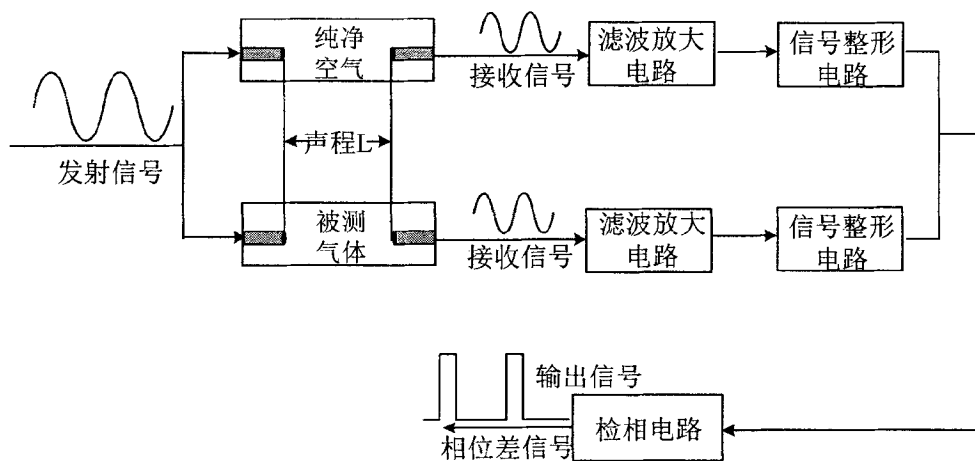 纯净
空气
接收信号
滤波放大
电路
信号整形
电路
发射信号
声程L
被测
气体
接收信号
滤波放大
电路
信号整形
电路
输出信号
相位差信号
检相电路